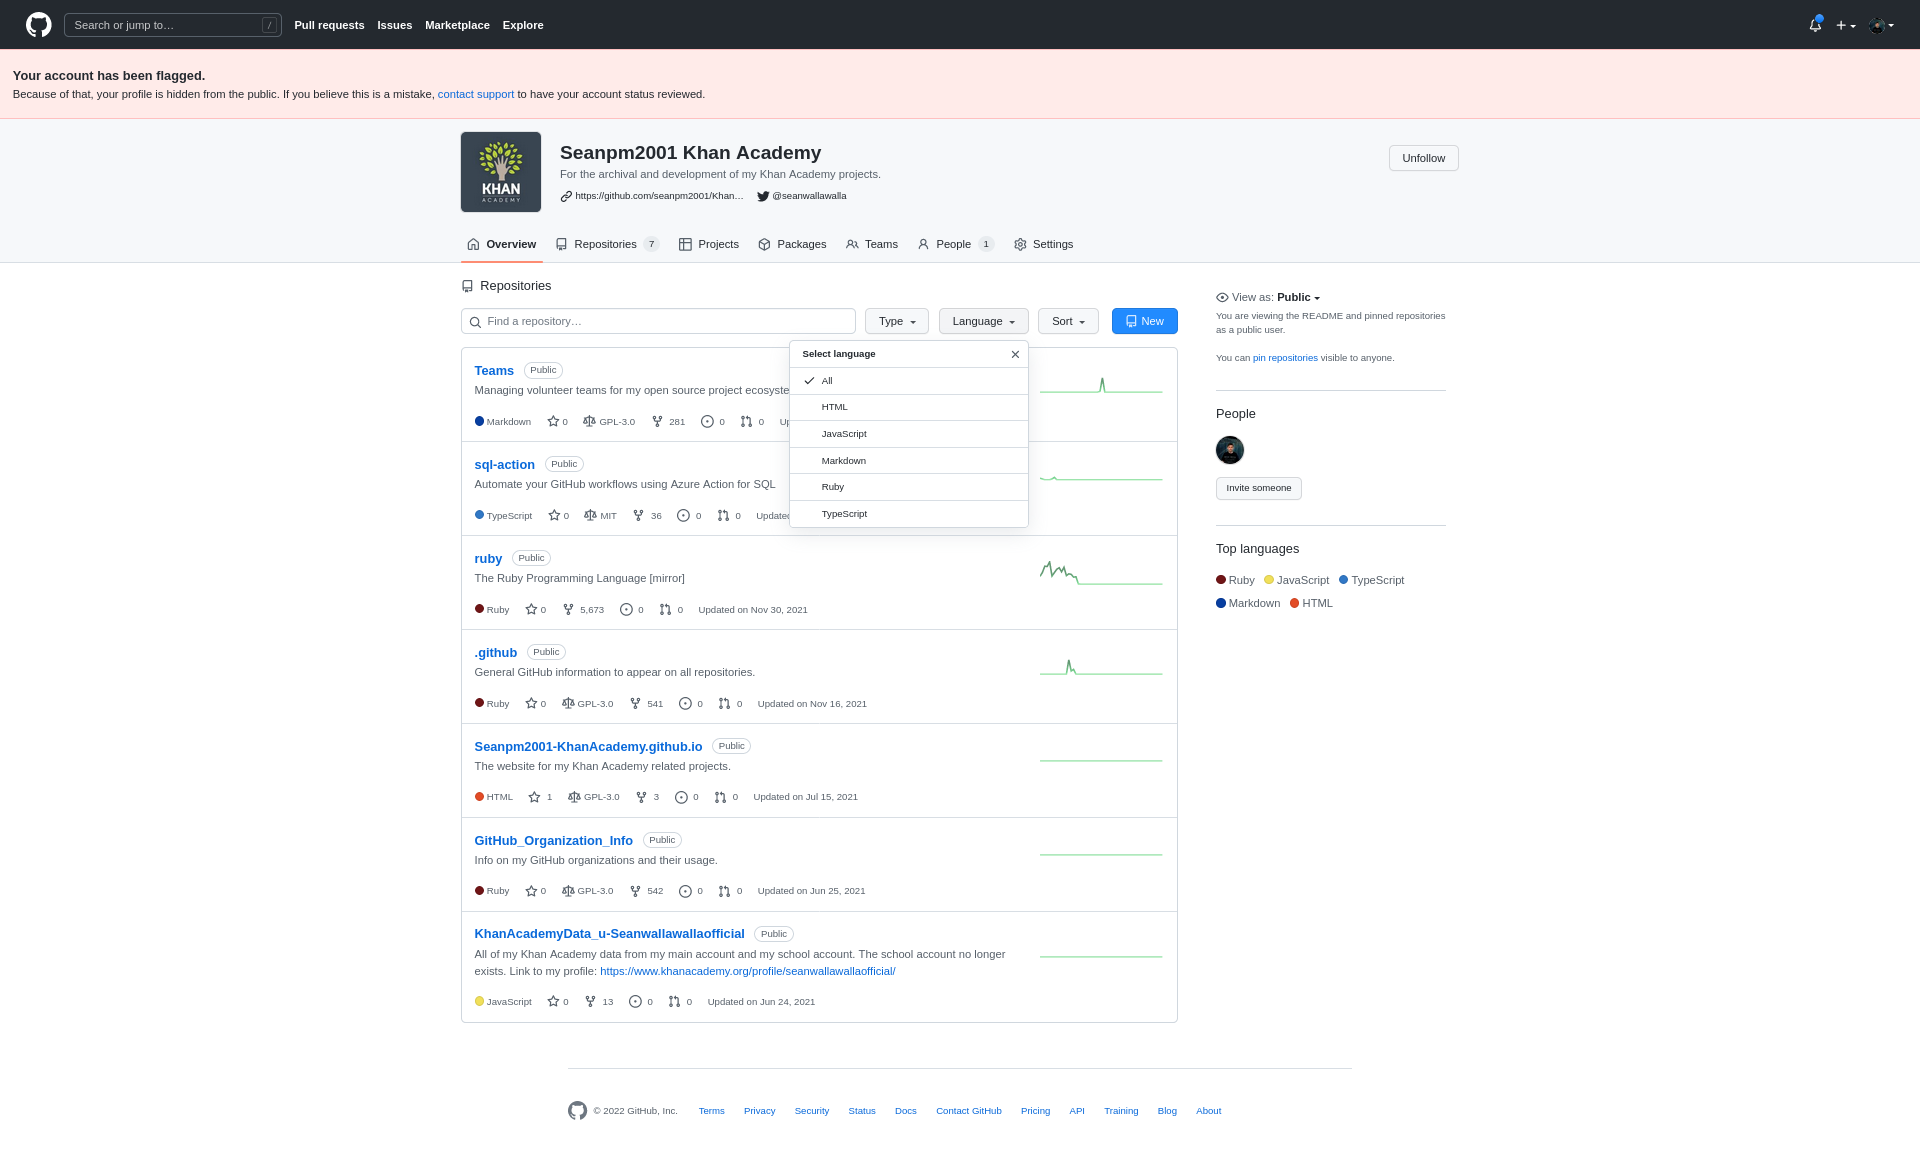 Search or jump to…
/
Pull requests
Issues
Marketplace
Explore
Your account has been flagged.
Because of that, your profile is hidden from the public. If you believe this is a mistake, contact support to have your account status reviewed.
KHAN
ACADEMY
Seanpm2001 Khan Academy
For the archival and development of my Khan Academy projects.
https://github.com/seanpm2001/Khan…
@seanwallawalla
Unfollow
Overview
Repositories 7
Projects
Packages
Teams
People 1
Settings
Repositories
Find a repository…
Type
Language
Sort
New
Select language
All
HTML
JavaScript
Markdown
Ruby
TypeScript
Teams Public
Managing volunteer teams for my open source project ecosyste
Markdown 0 GPL-3.0 281 0 0 Up
sql-action Public
Automate your GitHub workflows using Azure Action for SQL
TypeScript 0 MIT 36 0 0 Update
ruby Public
The Ruby Programming Language [mirror]
Ruby 0 5,673 0 0 Updated on Nov 30, 2021
.github Public
General GitHub information to appear on all repositories.
Ruby 0 GPL-3.0 541 0 0 Updated on Nov 16, 2021
Seanpm2001-KhanAcademy.github.io Public
The website for my Khan Academy related projects.
HTML 1 GPL-3.0 3 0 0 Updated on Jul 15, 2021
GitHub_Organization_Info Public
Info on my GitHub organizations and their usage.
Ruby 0 GPL-3.0 542 0 0 Updated on Jun 25, 2021
KhanAcademyData_u-Seanwallawallaofficial Public
All of my Khan Academy data from my main account and my school account. The school account no longer
exists. Link to my profile: https://www.khanacademy.org/profile/seanwallawallaofficial/
JavaScript 0 13 0 0 Updated on Jun 24, 2021
View as: Public
You are viewing the README and pinned repositories
as a public user.
You can pin repositories visible to anyone.
People
Invite someone
Top languages
Ruby JavaScript TypeScript
Markdown HTML
© 2022 GitHub, Inc.
Terms
Privacy
Security
Status
Docs
Contact GitHub
Pricing
API
Training
Blog
About